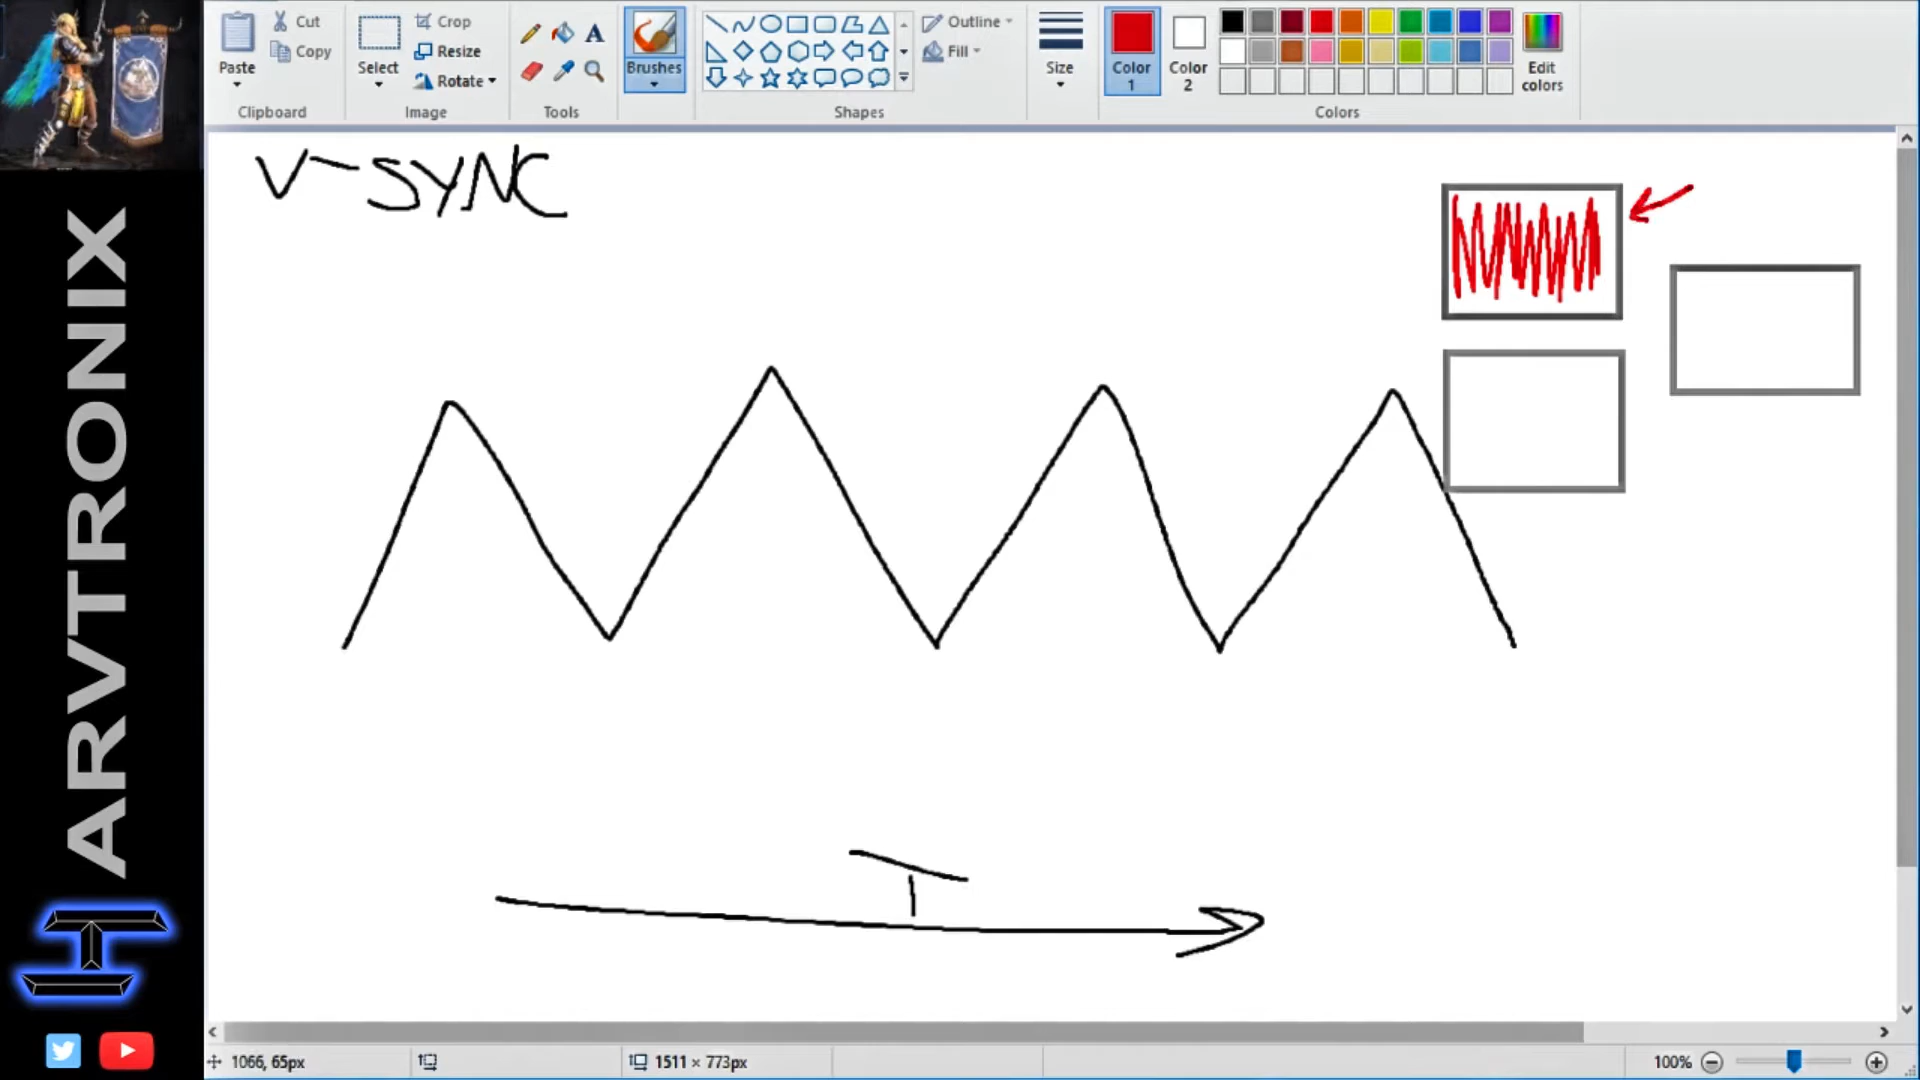 Paste
Cut
Copy
Clipboard
Select
Crop
Resize
Rotate
Image
Tools
Brushes
Shapes
Outline
Fill
Size
Color 1
Color 2
Edit colors
Colors
V-SYNC
T
ARVTRONIX
1066, 65px
1511 × 773px
100%